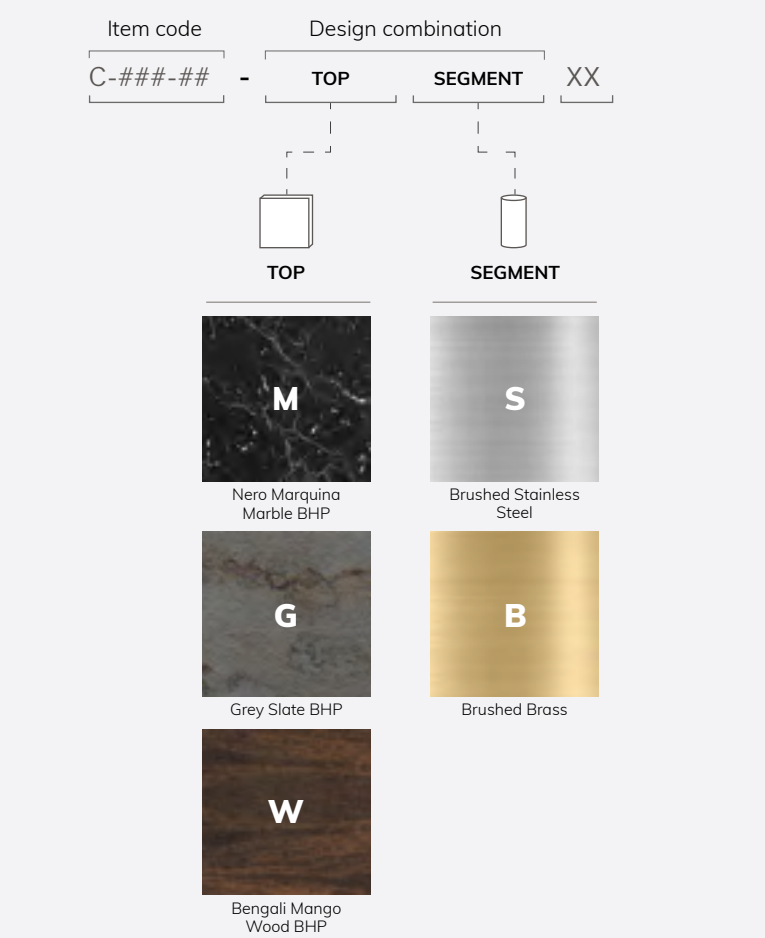 Item code Design combination
C-###-## - TOP SEGMENT XX
TOP SEGMENT
M S
Nero Marquina Brushed Stainless
Marble BHP Steel
G B
Grey Slate BHP Brushed Brass
W
Bengali Mango
Wood BHP